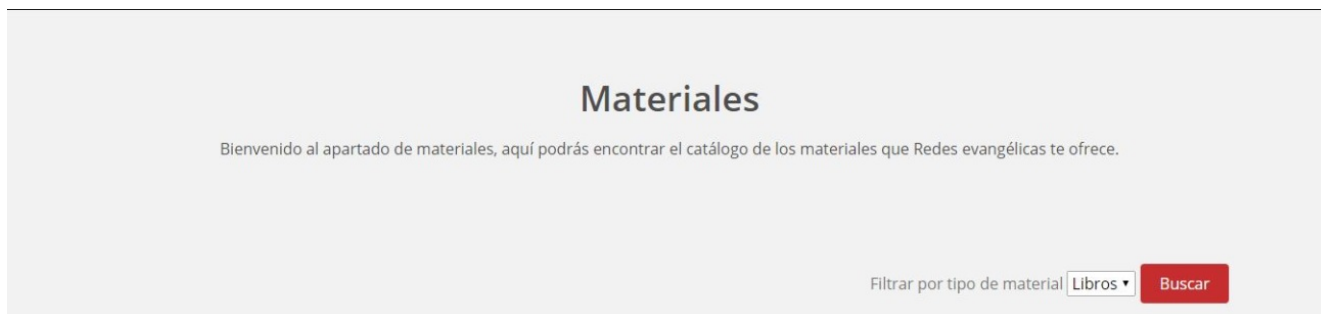 Materiales
Bienvenido al apartado de materiales, aquí podrás encontrar el catálogo de los materiales que Redes evangélicas te ofrece.
Filtrar por tipo de material Libros Buscar